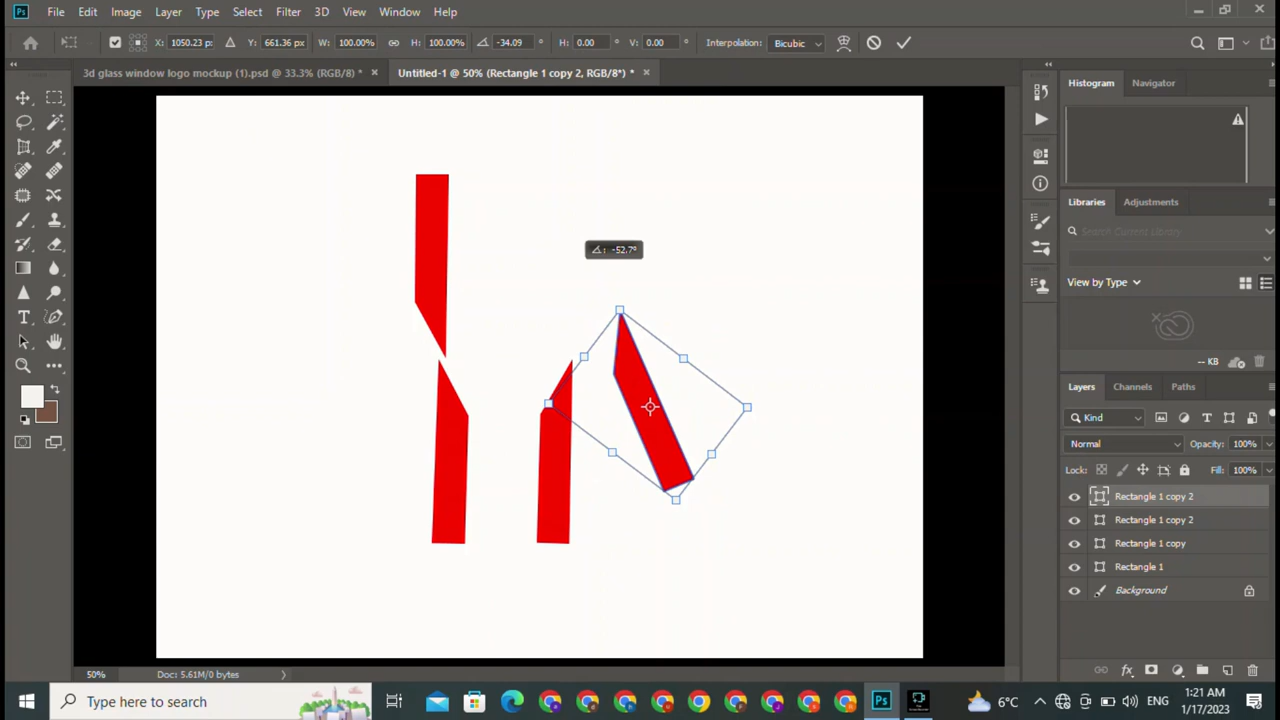 Ps File Edit Image Layer Type Select Filter 3D View Window Help
X: 1050.23 px Y: 661.36 px W: 100.00% H: 100.00% -34.09 ° H: 0.00 ° V: 0.00 ° Interpolation: Bicubic
3d glass window logo mockup (1).psd @ 33.3% (RGB/8) * × Untitled-1 @ 50% (Rectangle 1 copy 2, RGB/8*) * ×
Histogram Navigator
: -52.7°
Libraries Adjustments
Search Current Library
View by Type
-- KB
Layers Channels Paths
Kind
Normal Opacity: 100%
Lock: Fill: 100%
Rectangle 1 copy 2
Rectangle 1 copy 2
Rectangle 1 copy
Rectangle 1
Background
50% Doc: 5.61M/0 bytes
Type here to search
Ps
6°C ENG
1:21 AM
1/17/2023